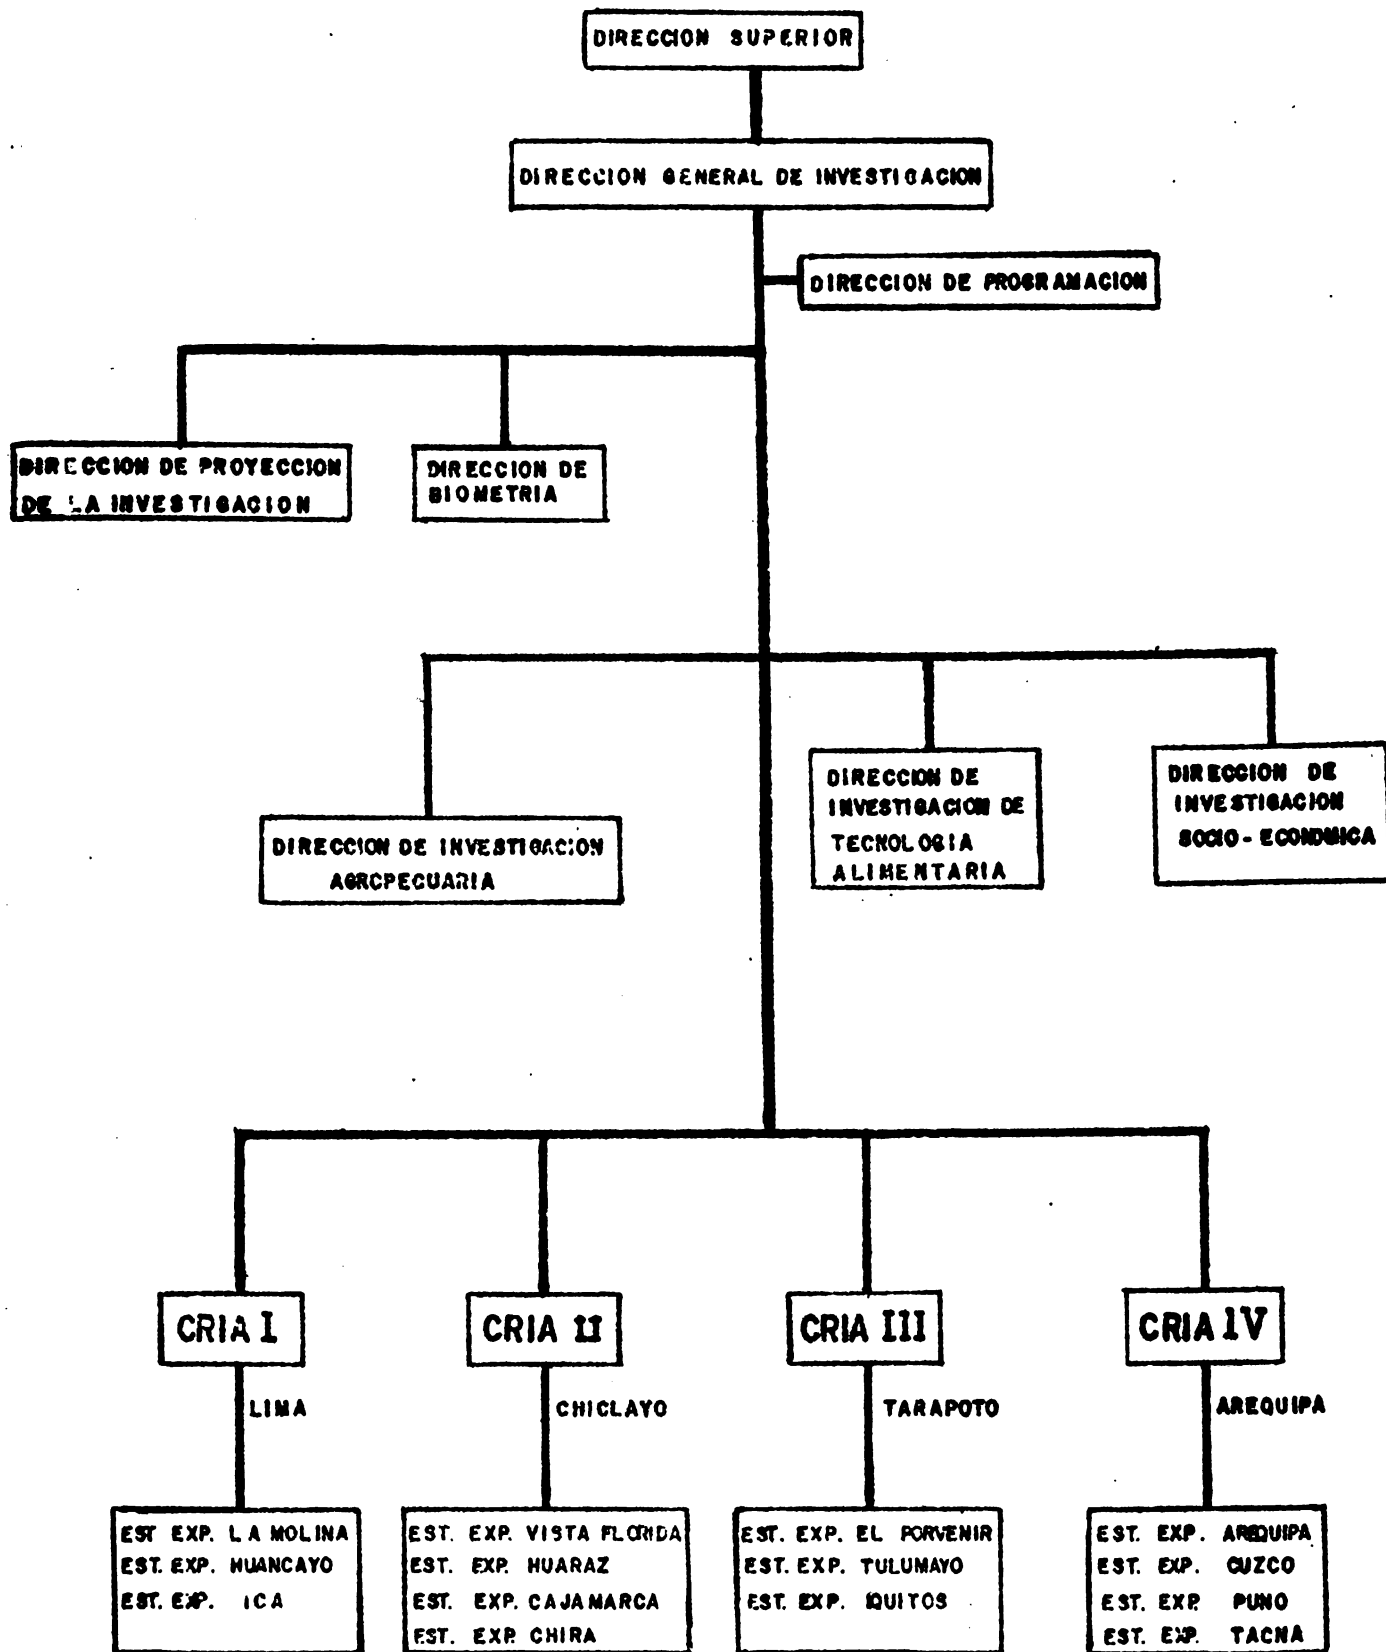 DIRECCION SUPERIOR
DIRECCION GENERAL DE INVESTIGACION
DIRECCION DE PROGRAMACION
DIRECCION DE PROYECCION
DE LA INVESTIGACION
DIRECCION DE
BIOMETRIA
DIRECCION DE INVESTIGACION
AGROPECUARIA
DIRECCION DE
INVESTIGACION DE
TECNOLOGIA
ALIMENTARIA
DIRECCION DE
INVESTIGACION
SOCIO - ECONOMICA
CRIA I
CRIA II
CRIA III
CRIA IV
LIMA
CHICLAYO
TARAPOTO
AREQUIPA
EST EXP. LA MOLINA
EST. EXP. HUANCAYO
EST. EXP. ICA
EST. EXP. VISTA FLORIDA
EST. EXP. HUARAZ
EST. EXP. CAJAMARCA
EST. EXP. CHIRA
EST. EXP. EL PORVENIR
EST. EXP. TULUMAYO
EST. EXP. IQUITOS
EST. EXP. AREQUIPA
EST. EXP. CUZCO
EST. EXP. PUNO
EST. EXP. TACNA